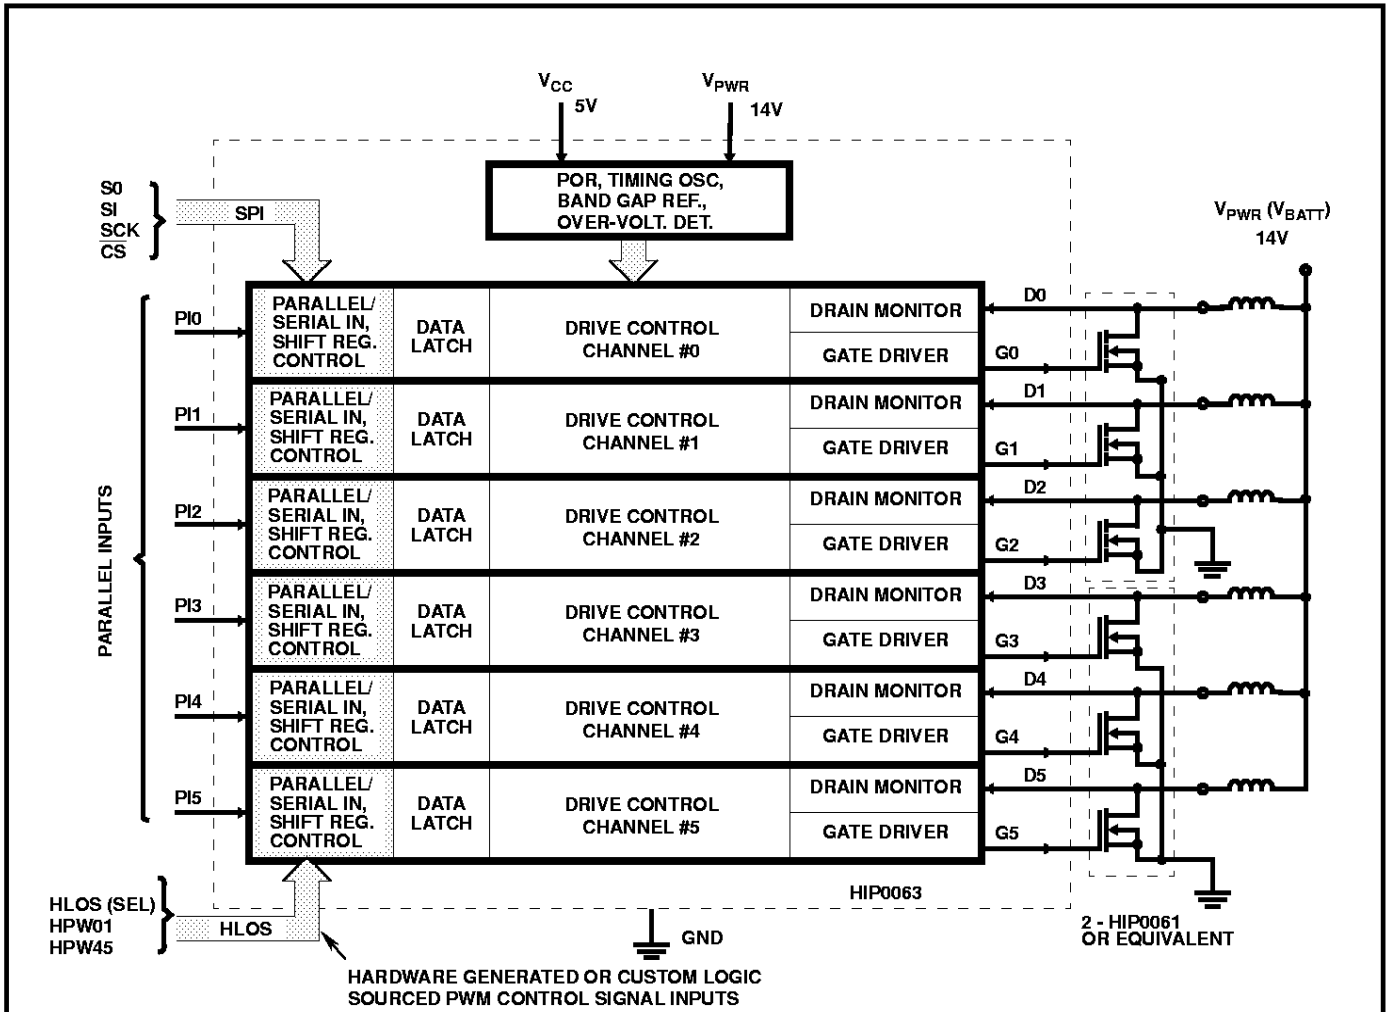 VCC
5V
VPWR
14V
POR, TIMING OSC,
BAND GAP REF.,
OVER-VOLT. DET.
S0
SI
SCK
CS
SPI
VPWR (VBATT)
14V
PARALLEL INPUTS
PI0
PARALLEL/
SERIAL IN,
SHIFT REG.
CONTROL
DATA
LATCH
DRIVE CONTROL
CHANNEL #0
DRAIN MONITOR
GATE DRIVER
D0
G0
PI1
PARALLEL/
SERIAL IN,
SHIFT REG.
CONTROL
DATA
LATCH
DRIVE CONTROL
CHANNEL #1
DRAIN MONITOR
GATE DRIVER
D1
G1
PI2
PARALLEL/
SERIAL IN,
SHIFT REG.
CONTROL
DATA
LATCH
DRIVE CONTROL
CHANNEL #2
DRAIN MONITOR
GATE DRIVER
D2
G2
PI3
PARALLEL/
SERIAL IN,
SHIFT REG.
CONTROL
DATA
LATCH
DRIVE CONTROL
CHANNEL #3
DRAIN MONITOR
GATE DRIVER
D3
G3
PI4
PARALLEL/
SERIAL IN,
SHIFT REG.
CONTROL
DATA
LATCH
DRIVE CONTROL
CHANNEL #4
DRAIN MONITOR
GATE DRIVER
D4
G4
PI5
PARALLEL/
SERIAL IN,
SHIFT REG.
CONTROL
DATA
LATCH
DRIVE CONTROL
CHANNEL #5
DRAIN MONITOR
GATE DRIVER
D5
G5
HIP0063
HLOS (SEL)
HPW01
HPW45
HLOS
GND
2 - HIP0061
OR EQUIVALENT
HARDWARE GENERATED OR CUSTOM LOGIC
SOURCED PWM CONTROL SIGNAL INPUTS